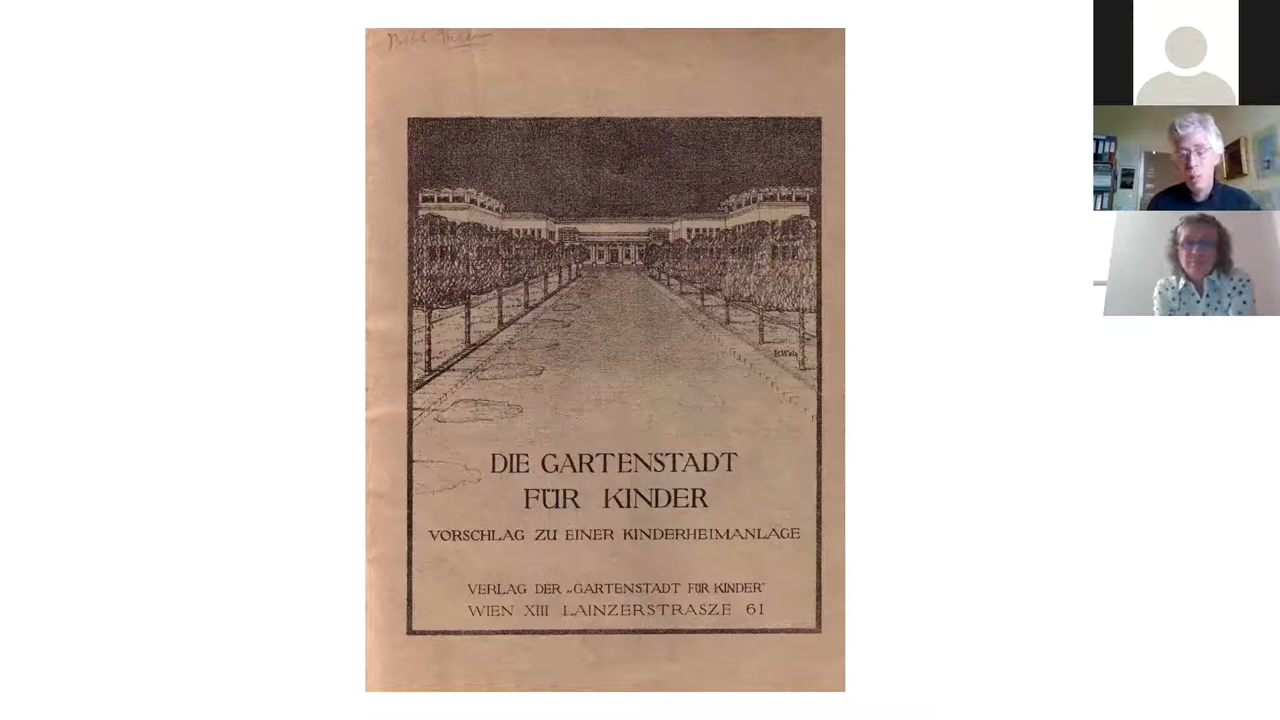 DIE GARTENSTADT
FÜR KINDER
VORSCHLAG ZU EINER KINDERHEIMANLAGE
VERLAG DER „GARTENSTADT FÜR KINDER“
WIEN XIII LAINZERSTRASZE 61